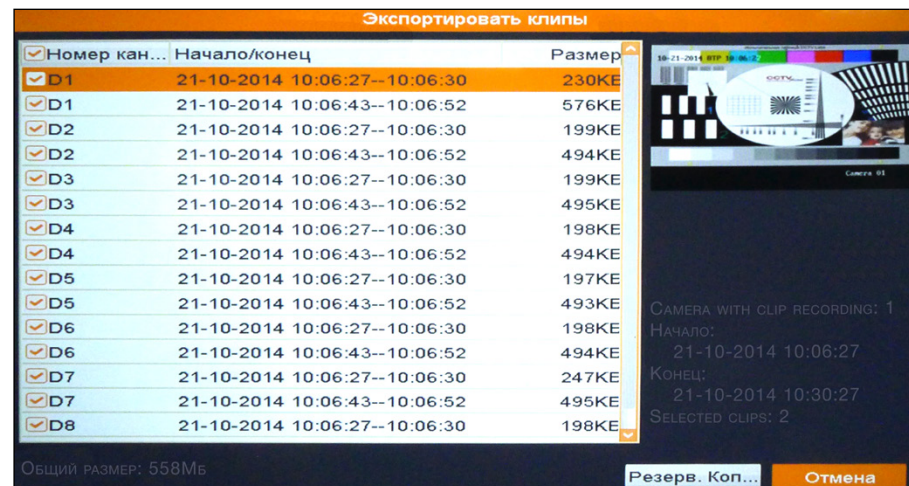 Экспортировать клипы
Номер кан... Начало/конец Размер
D1 21-10-2014 10:06:27--10:06:30 230KE
D1 21-10-2014 10:06:43--10:06:52 576KE
D2 21-10-2014 10:06:27--10:06:30 199KE
D2 21-10-2014 10:06:43--10:06:52 494KE
D3 21-10-2014 10:06:27--10:06:30 199KE
D3 21-10-2014 10:06:43--10:06:52 495KE
D4 21-10-2014 10:06:27--10:06:30 198KE
D4 21-10-2014 10:06:43--10:06:52 494KE
D5 21-10-2014 10:06:27--10:06:30 197KE
D5 21-10-2014 10:06:43--10:06:52 493KE
D6 21-10-2014 10:06:27--10:06:30 198KE
D6 21-10-2014 10:06:43--10:06:52 494KE
D7 21-10-2014 10:06:27--10:06:30 247KE
D7 21-10-2014 10:06:43--10:06:52 495KE
D8 21-10-2014 10:06:27--10:06:30 198KE
10-21-2014
CCTV
Camera 01
Camera with clip recording: 1
Начало:
21-10-2014 10:06:27
Конец:
21-10-2014 10:30:27
Selected clips: 2
Общий размер: 558Мб
Резерв. Коп...
Отмена